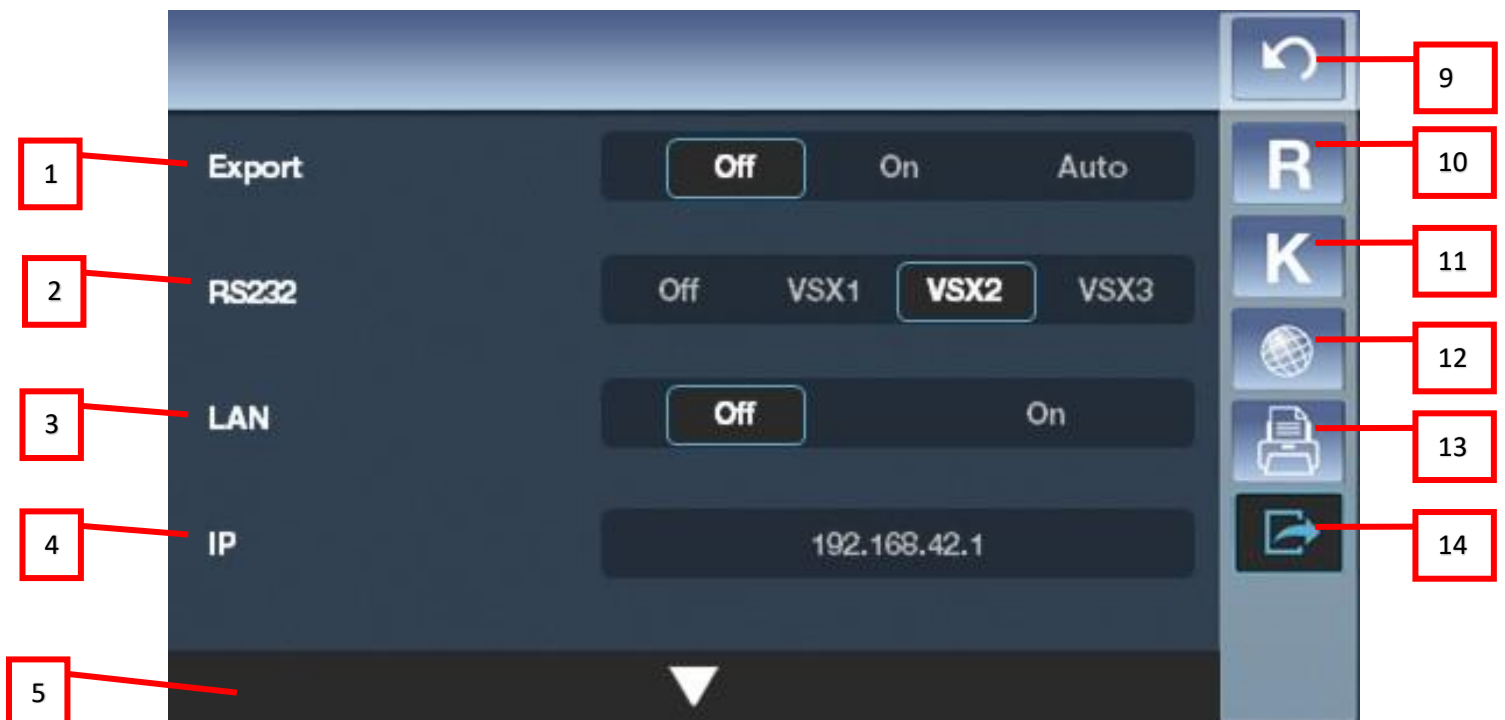 9
1 Export Off On Auto R 10
2 RS232 Off VSX1 VSX2 VSX3 K 11
12
3 LAN Off On 13
4 IP 192.168.42.1 14
5